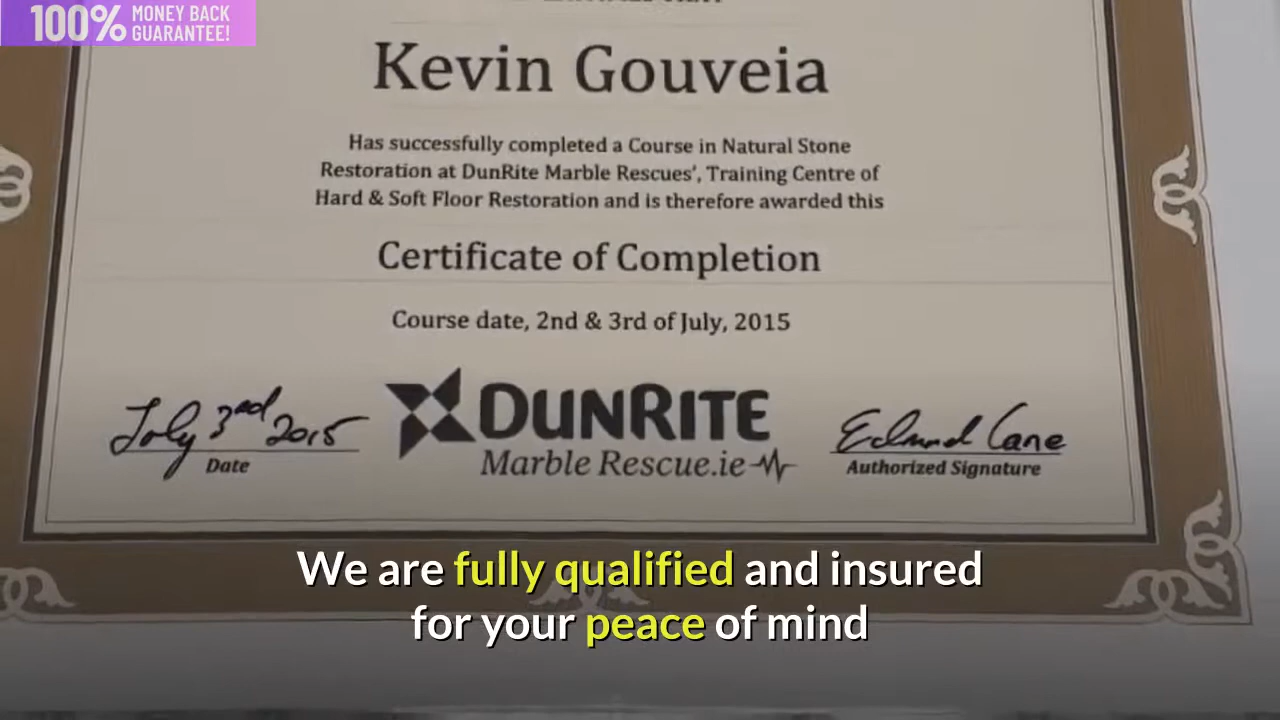 100% MONEY BACK
GUARANTEE!
Kevin Gouveia
Has successfully completed a Course in Natural Stone
Restoration at DunRite Marble Rescues', Training Centre of
Hard & Soft Floor Restoration and is therefore awarded this
Certificate of Completion
Course date, 2nd & 3rd of July, 2015
July 3rd 2015
Date
DUNRITE
Marble Rescue.ie
Edmund Cane
Authorized Signature
We are fully qualified and insured
for your peace of mind